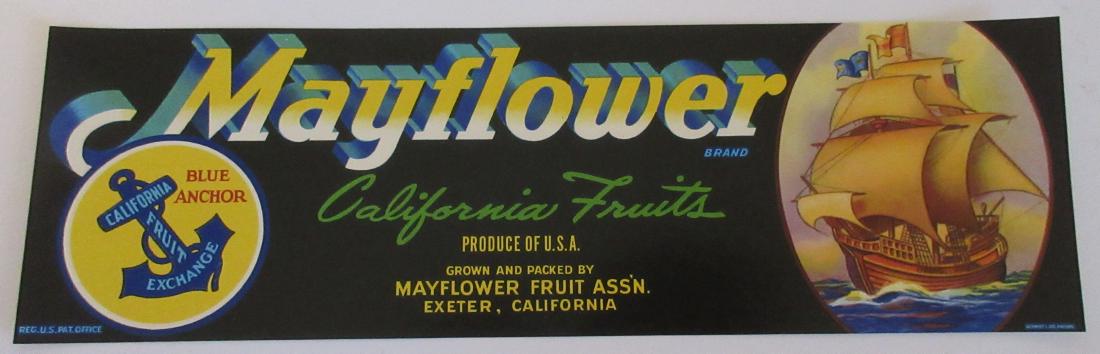 Mayflower
BRAND
BLUE
ANCHOR
CALIFORNIA
FRUIT
EXCHANGE
California Fruits
PRODUCE OF U.S.A.
GROWN AND PACKED BY
MAYFLOWER FRUIT ASS'N.
EXETER, CALIFORNIA
REG. U.S. PAT. OFFICE